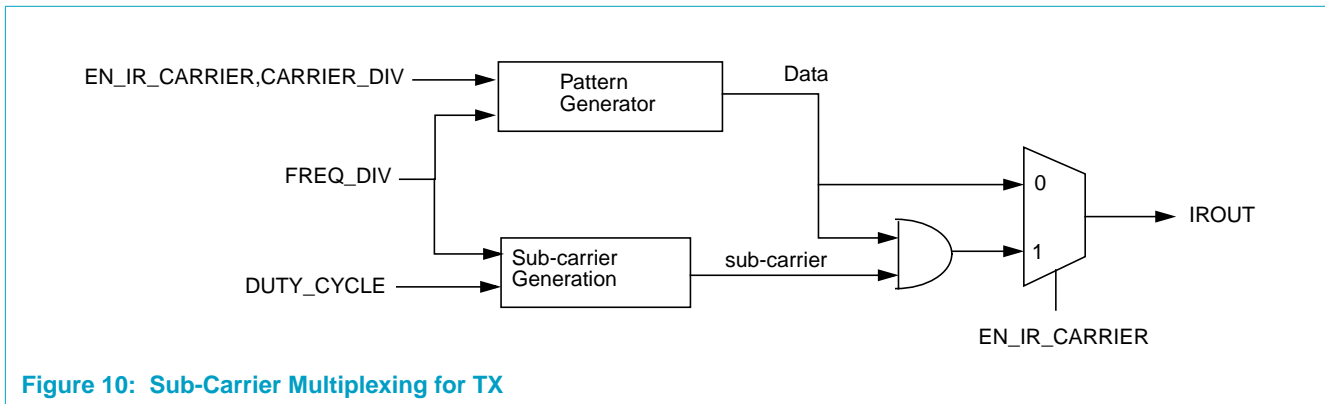 EN_IR_CARRIER,CARRIER_DIV
Pattern
Generator
Data
FREQ_DIV
0
IROUT
Sub-carrier
Generation
sub-carrier
1
DUTY_CYCLE
EN_IR_CARRIER
Figure 10: Sub-Carrier Multiplexing for TX